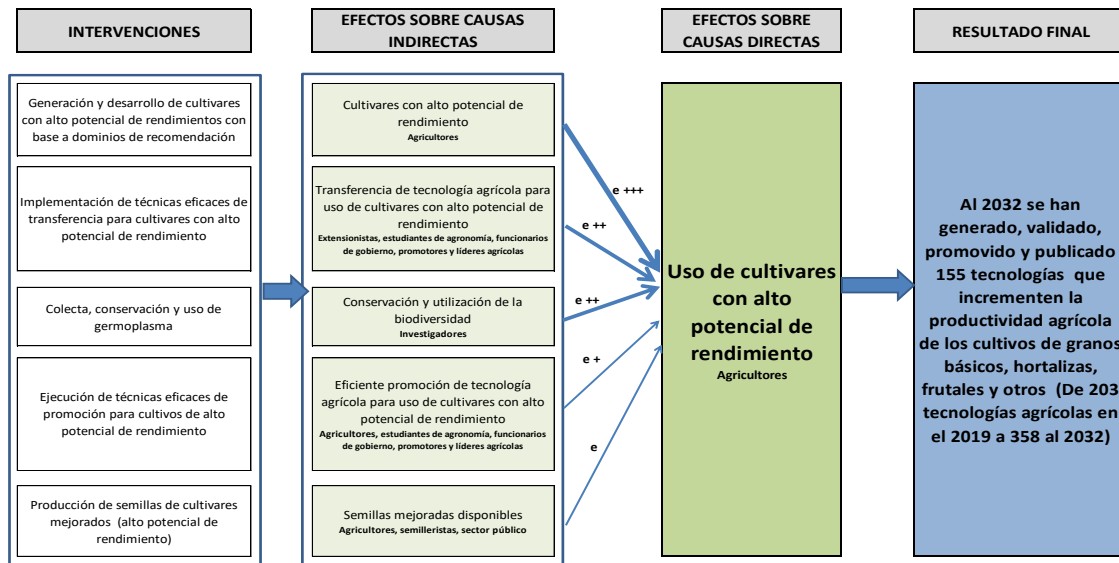 INTERVENCIONES
EFECTOS SOBRE CAUSAS
INDIRECTAS
EFECTOS SOBRE
CAUSAS DIRECTAS
RESULTADO FINAL
Generación y desarrollo de cultivares
con alto potencial de rendimientos con
base a dominios de recomendación
Implementación de técnicas eficaces de
transferencia para cultivares con alto
potencial de rendimiento
Colecta, conservación y uso de
germoplasma
Ejecución de técnicas eficaces de
promoción para cultivos de alto
potencial de rendimiento
Producción de semillas de cultivares
mejorados (alto potencial de
rendimiento)
Cultivares con alto potencial de
rendimiento
Agricultores
Transferencia de tecnología agrícola para
uso de cultivares con alto potencial de
rendimiento
Extensionistas, estudiantes de agronomía, funcionarios
de gobierno, promotores y líderes agrícolas
Conservación y utilización de la
biodiversidad
Investigadores
Eficiente promoción de tecnología
agrícola para uso de cultivares con alto
potencial de rendimiento
Agricultores, estudiantes de agronomía, funcionarios
de gobierno, promotores y líderes agrícolas
Semillas mejoradas disponibles
Agricultores, semilleristas, sector público
e +++
e ++
e ++
e +
e
Uso de cultivares
con alto
potencial de
rendimiento
Agricultores
Al 2032 se han
generado, validado,
promovido y publicado
155 tecnologías que
incrementen la
productividad agrícola
de los cultivos de granos
básicos, hortalizas,
frutales y otros (De 203
tecnologías agrícolas en
el 2019 a 358 al 2032)